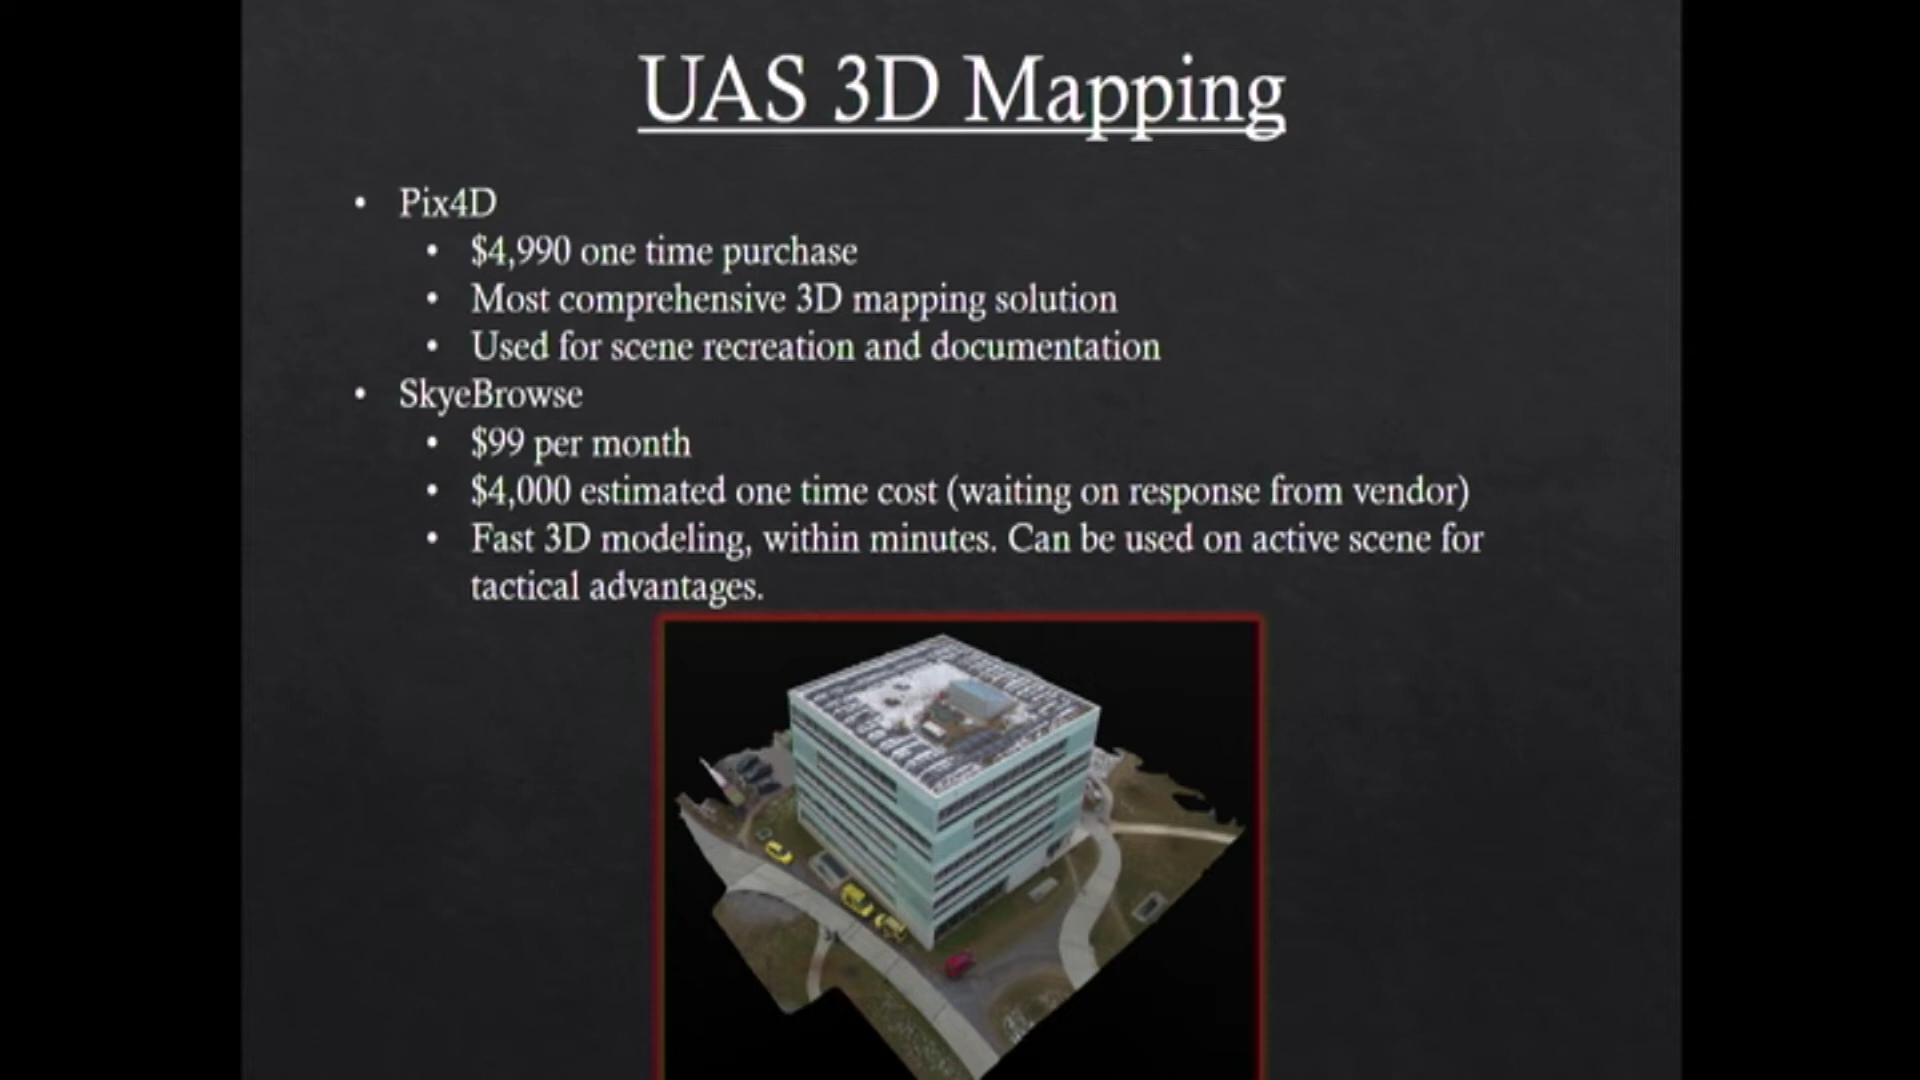 UAS 3D Mapping
• Pix4D
• $4,990 one time purchase
• Most comprehensive 3D mapping solution
• Used for scene recreation and documentation
• SkyeBrowse
• $99 per month
• $4,000 estimated one time cost (waiting on response from vendor)
• Fast 3D modeling, within minutes. Can be used on active scene for
tactical advantages.